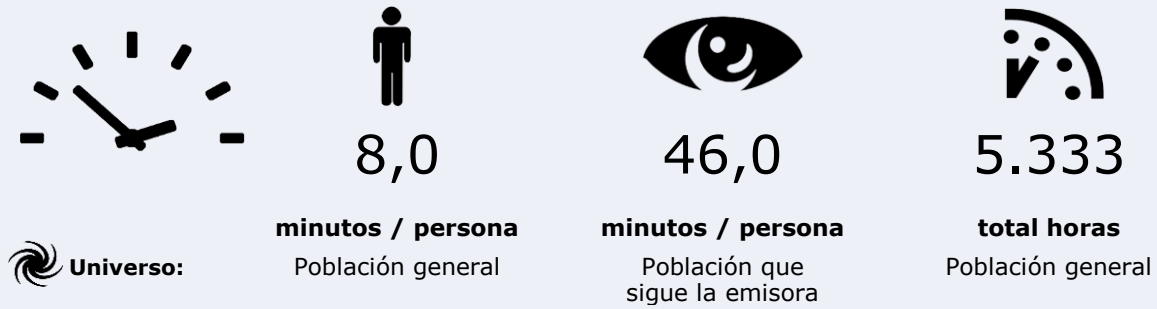 8,0
46,0
5.333
minutos / persona
minutos / persona
total horas
Universo:
Población general
Población que
sigue la emisora
Población general